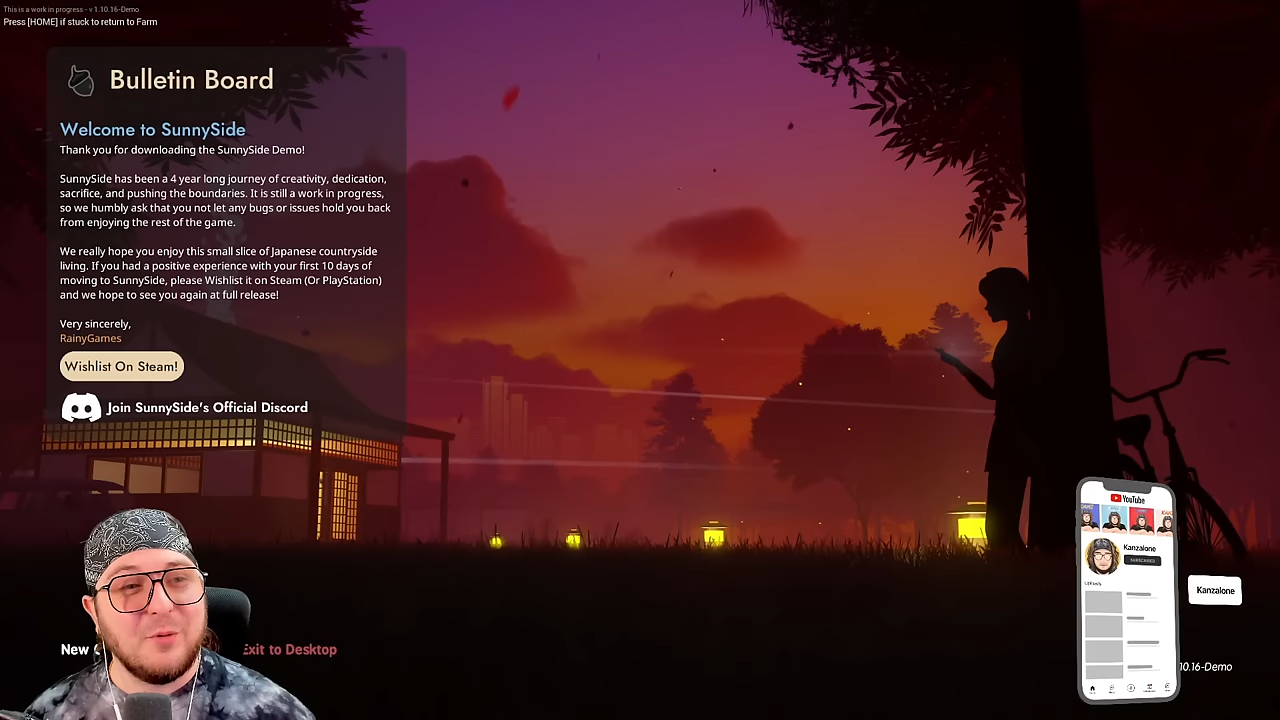 This is a work in progress - v 1.10.16-Demo
Press [HOME] if stuck to return to Farm
Bulletin Board
Welcome to SunnySide
Thank you for downloading the SunnySide Demo!
SunnySide has been a 4 year long journey of creativity, dedication,
sacrifice, and pushing the boundaries. It is still a work in progress,
so we humbly ask that you not let any bugs or issues hold you back
from enjoying the rest of the game.
We really hope you enjoy this small slice of Japanese countryside
living. If you had a positive experience with your first 10 days of
moving to SunnySide, please Wishlist it on Steam (Or PlayStation)
and we hope to see you again at full release!
Very sincerely,
RainyGames
Wishlist On Steam!
Join SunnySide's Official Discord
YouTube
Kanzalone
SUBSCRIBED
Uploads
Kanzalone
New
Exit to Desktop
10.16-Demo